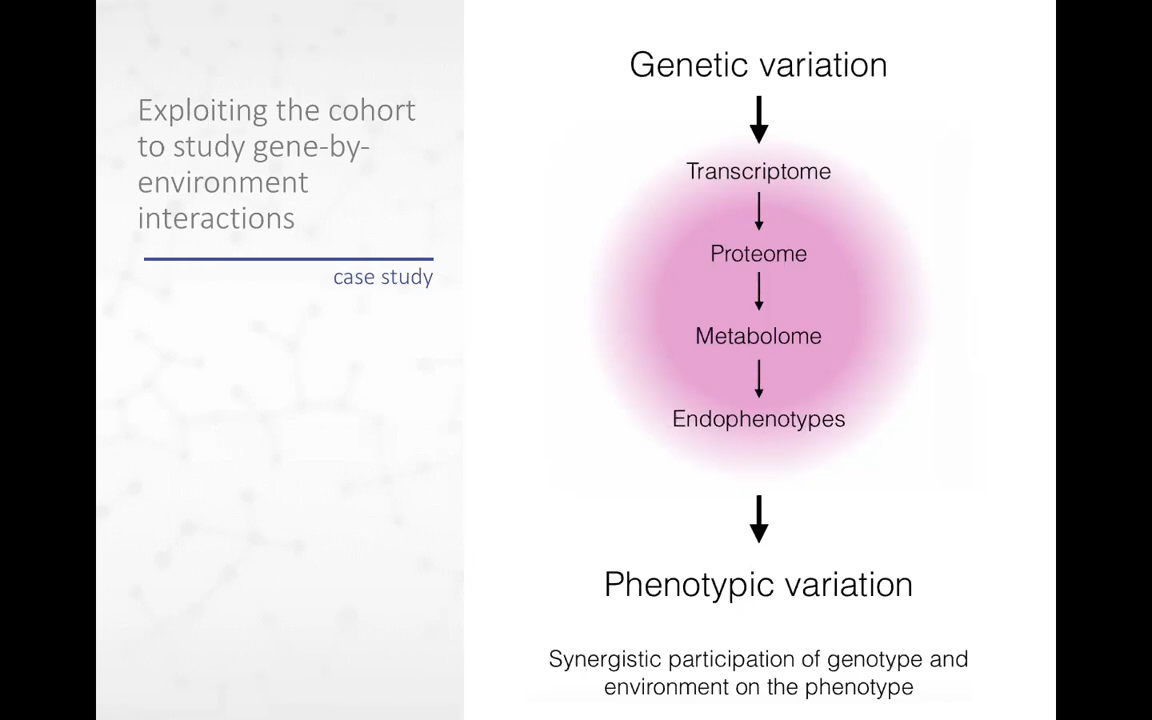 Exploiting the cohort
to study gene-by-
environment
interactions
case study
Genetic variation
Transcriptome
Proteome
Metabolome
Endophenotypes
Phenotypic variation
Synergistic participation of genotype and
environment on the phenotype